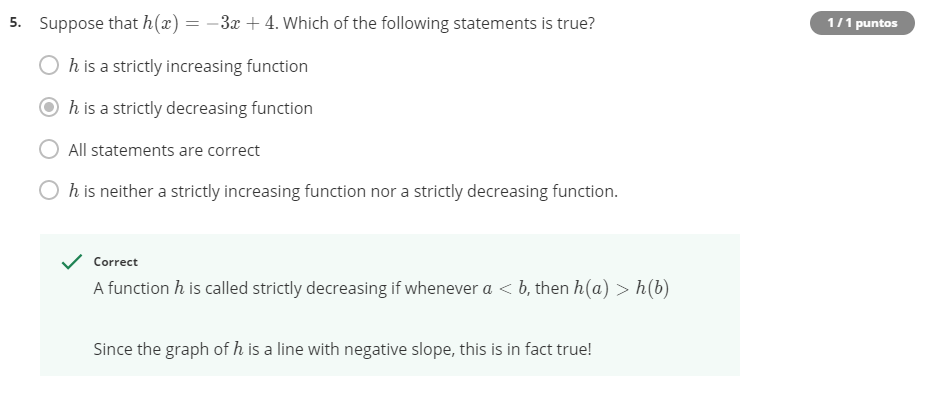 5. Suppose that h(x) = −3x + 4. Which of the following statements is true?
1 / 1 puntos
h is a strictly increasing function
h is a strictly decreasing function
All statements are correct
h is neither a strictly increasing function nor a strictly decreasing function.
Correct
A function h is called strictly decreasing if whenever a < b, then h(a) > h(b)
Since the graph of h is a line with negative slope, this is in fact true!